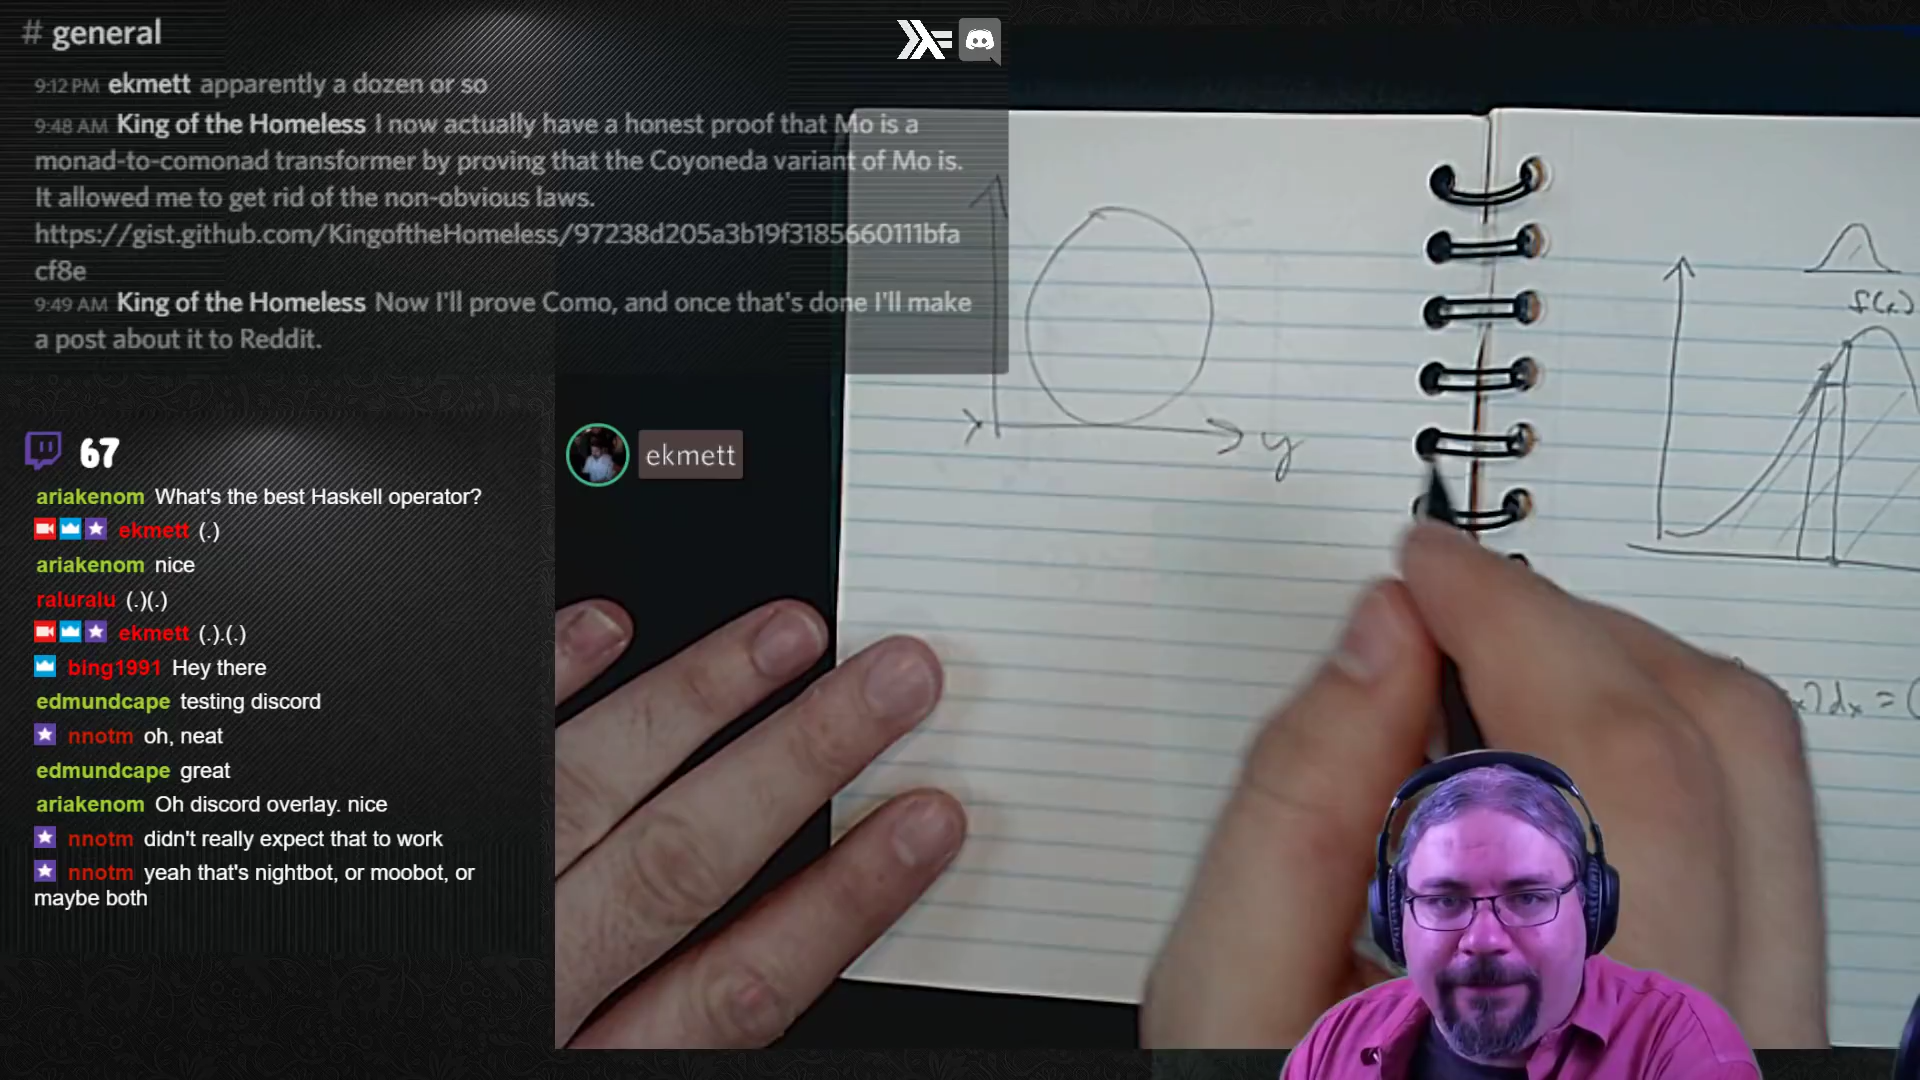 # general
9:12 PM ekmett apparently a dozen or so
9:48 AM King of the Homeless I now actually have a honest proof that Mo is a
monad-to-comonad transformer by proving that the Coyoneda variant of Mo is.
It allowed me to get rid of the non-obvious laws.
https://gist.github.com/KingoftheHomeless/97238d205a3b19f3185660111bfa
cf8e
9:49 AM King of the Homeless Now I'll prove Como, and once that's done I'll make
a post about it to Reddit.
67
ariakenom What's the best Haskell operator?
ekmett (.)
ariakenom nice
raluralu (.)(.)
ekmett (.).(.)
bing1991 Hey there
edmundcape testing discord
nnotm oh, neat
edmundcape great
ariakenom Oh discord overlay. nice
nnotm didn't really expect that to work
nnotm yeah that's nightbot, or moobot, or
maybe both
ekmett
y